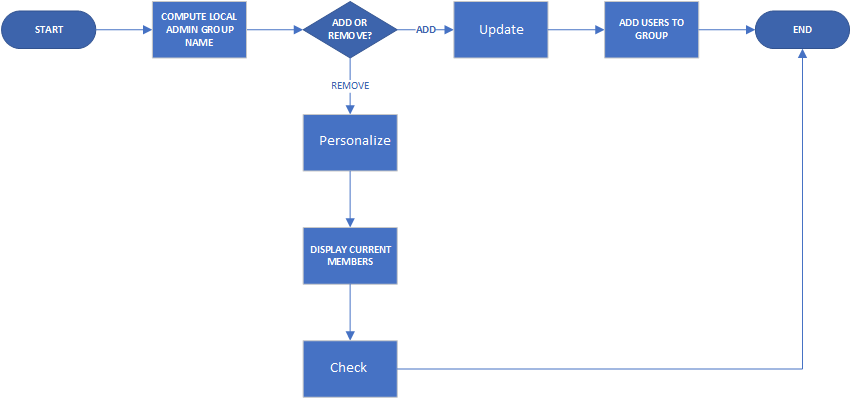 START
COMPUTE LOCAL
ADMIN GROUP
NAME
ADD OR
REMOVE?
ADD
Update
ADD USERS TO
GROUP
END
REMOVE
Personalize
DISPLAY CURRENT
MEMBERS
Check